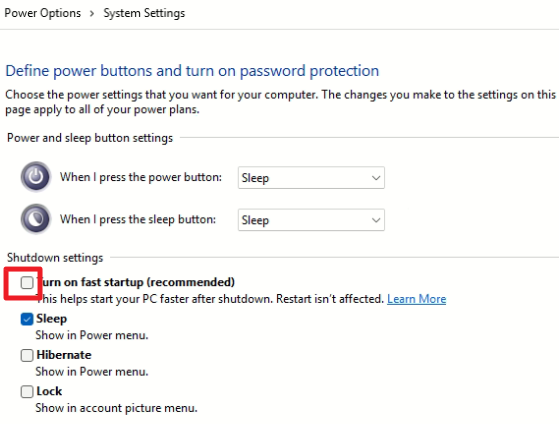 Power Options > System Settings
Define power buttons and turn on password protection
Choose the power settings that you want for your computer. The changes you make to the settings on this
page apply to all of your power plans.
Power and sleep button settings
When I press the power button: Sleep
When I press the sleep button: Sleep
Shutdown settings
Turn on fast startup (recommended)
This helps start your PC faster after shutdown. Restart isn't affected. Learn More
Sleep
Show in Power menu.
Hibernate
Show in Power menu.
Lock
Show in account picture menu.